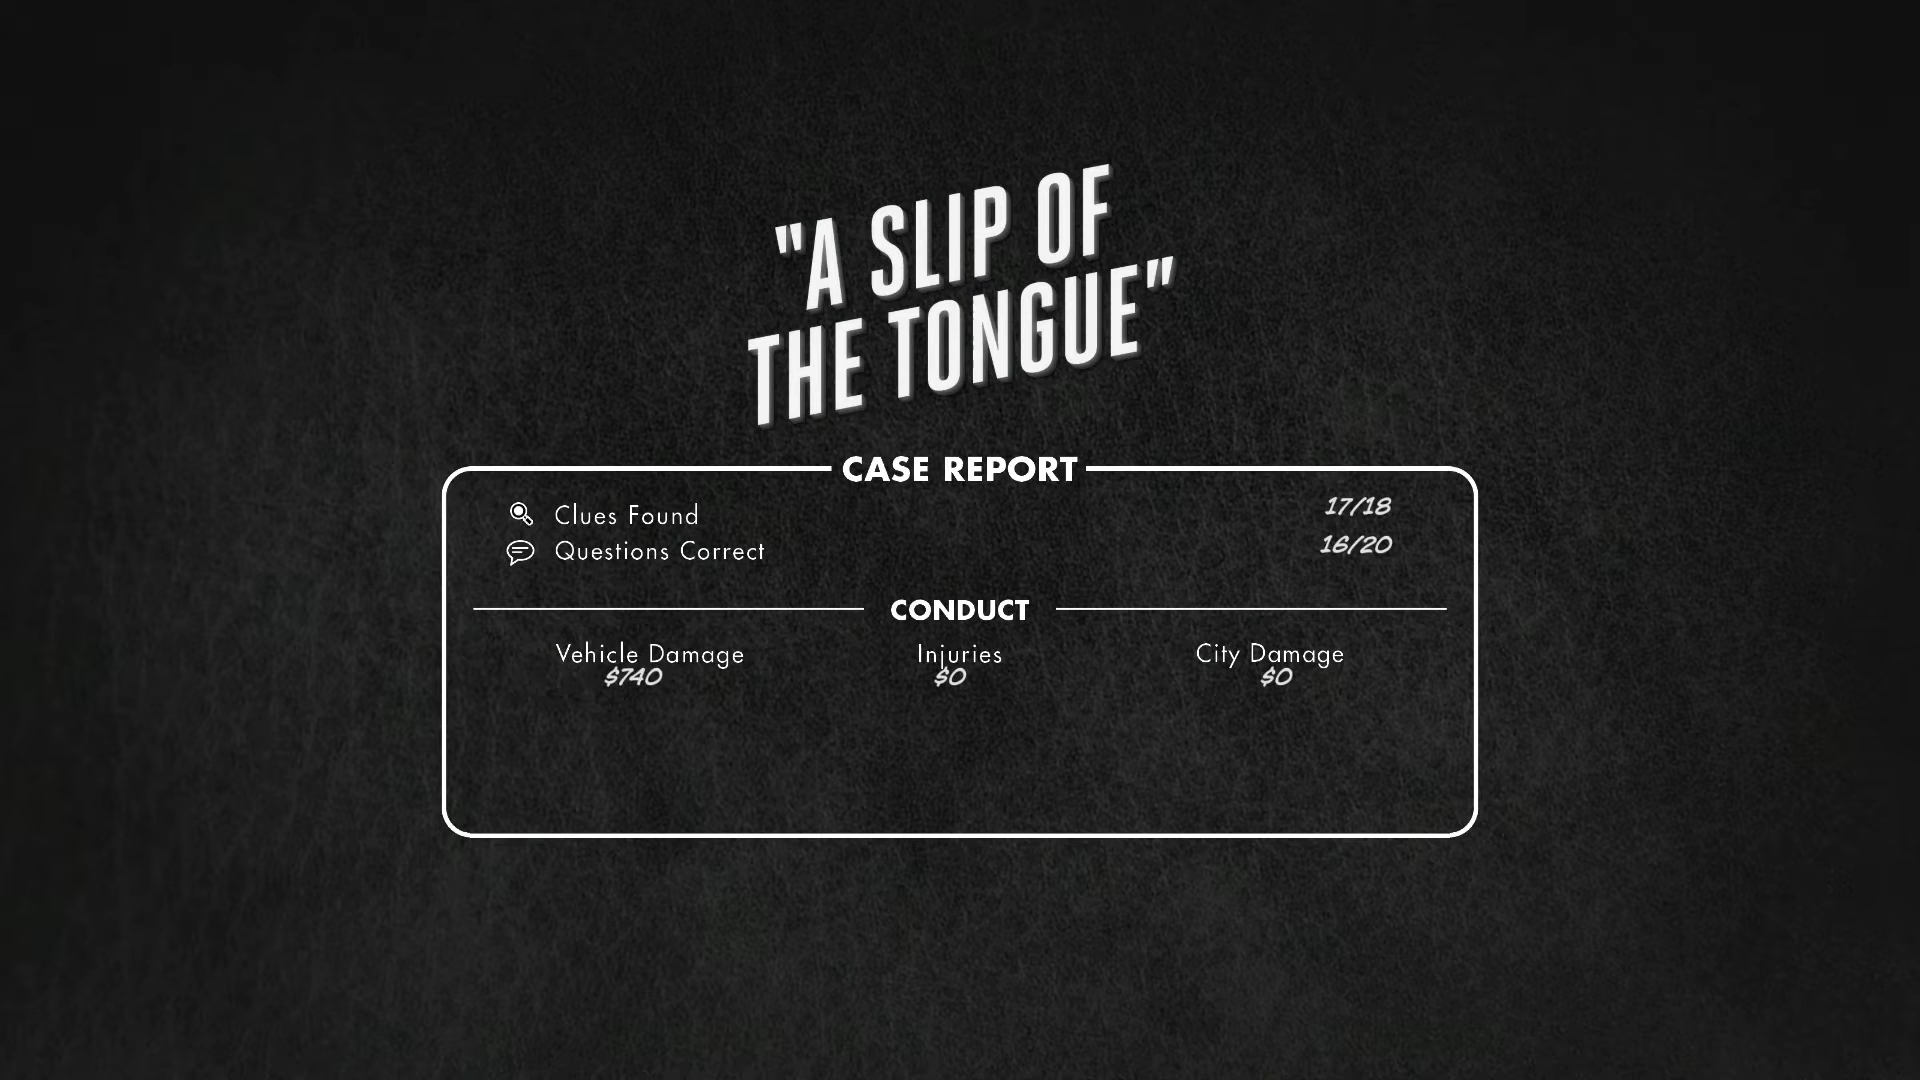 "A SLIP OF
THE TONGUE"
CASE REPORT
Clues Found 17/18
Questions Correct 16/20
CONDUCT
Vehicle Damage Injuries City Damage
$740 $0 $0